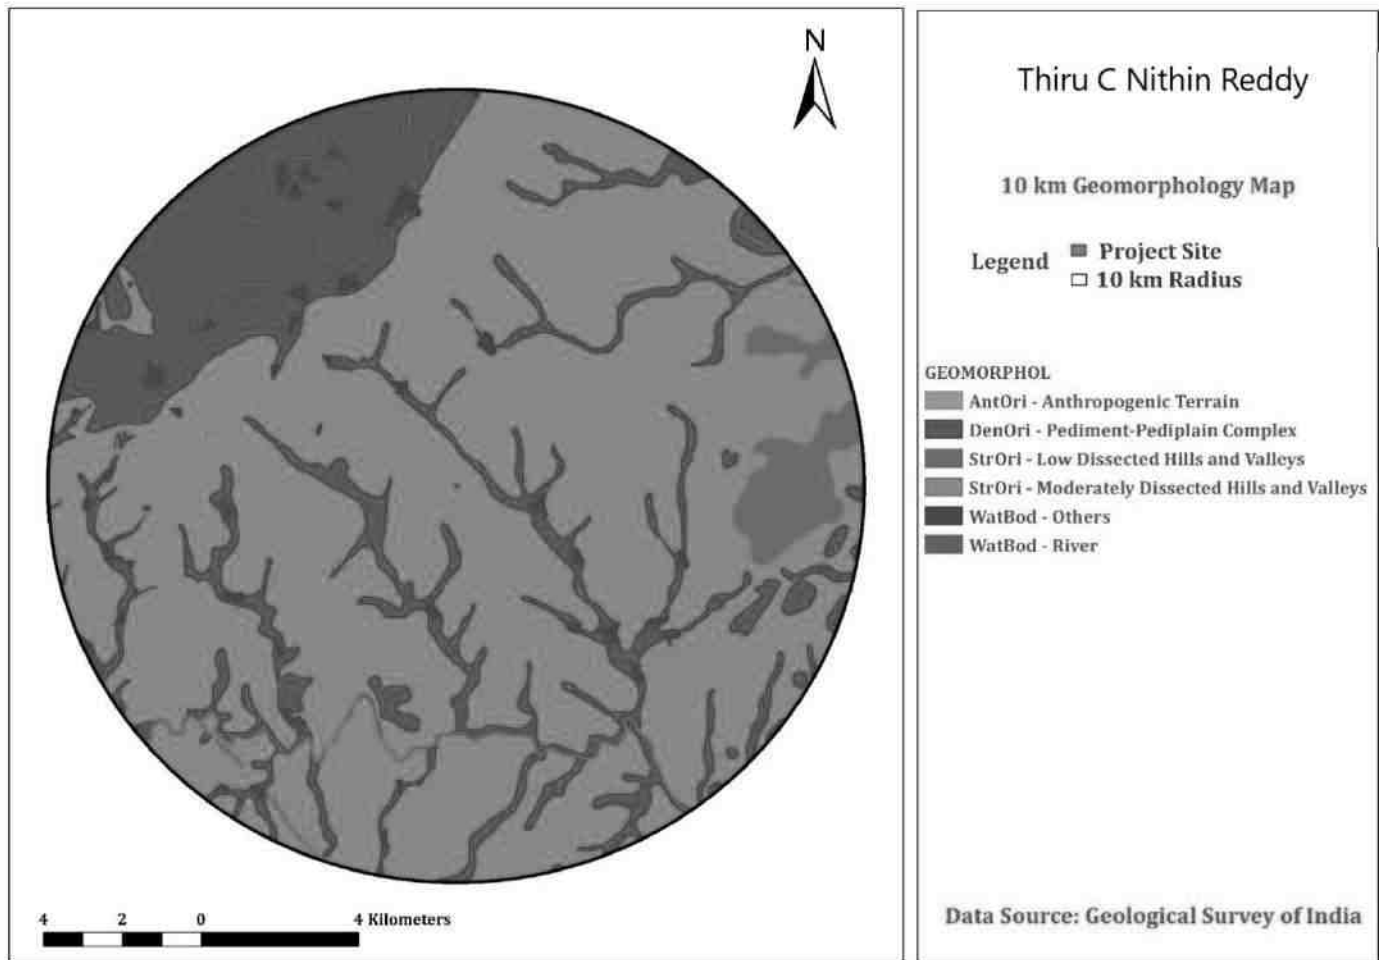 N
4 2 0 4 Kilometers
Thiru C Nithin Reddy
10 km Geomorphology Map
Legend
Project Site
10 km Radius
GEOMORPHOL
AntOri - Anthropogenic Terrain
DenOri - Pediment-Pediplain Complex
StrOri - Low Dissected Hills and Valleys
StrOri - Moderately Dissected Hills and Valleys
WatBod - Others
WatBod - River
Data Source: Geological Survey of India